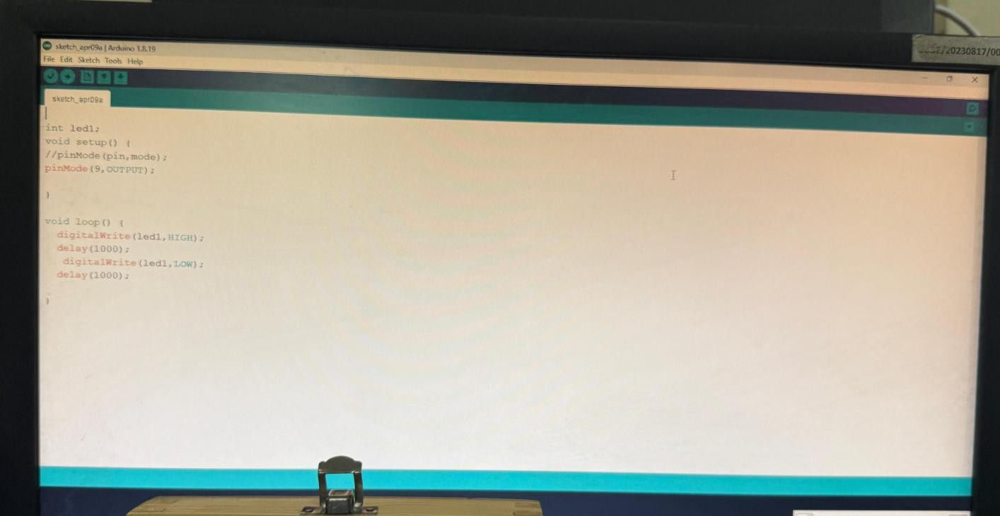 /20230817/00
sketch_apr09a | Arduino 1.8.19
File Edit Sketch Tools Help
sketch_apr09a
int led1;
void setup() {
//pinMode(pin,mode);
pinMode(9,OUTPUT);
}
void loop() {
digitalWrite(led1,HIGH);
delay(1000);
digitalWrite(led1,LOW);
delay(1000);
}